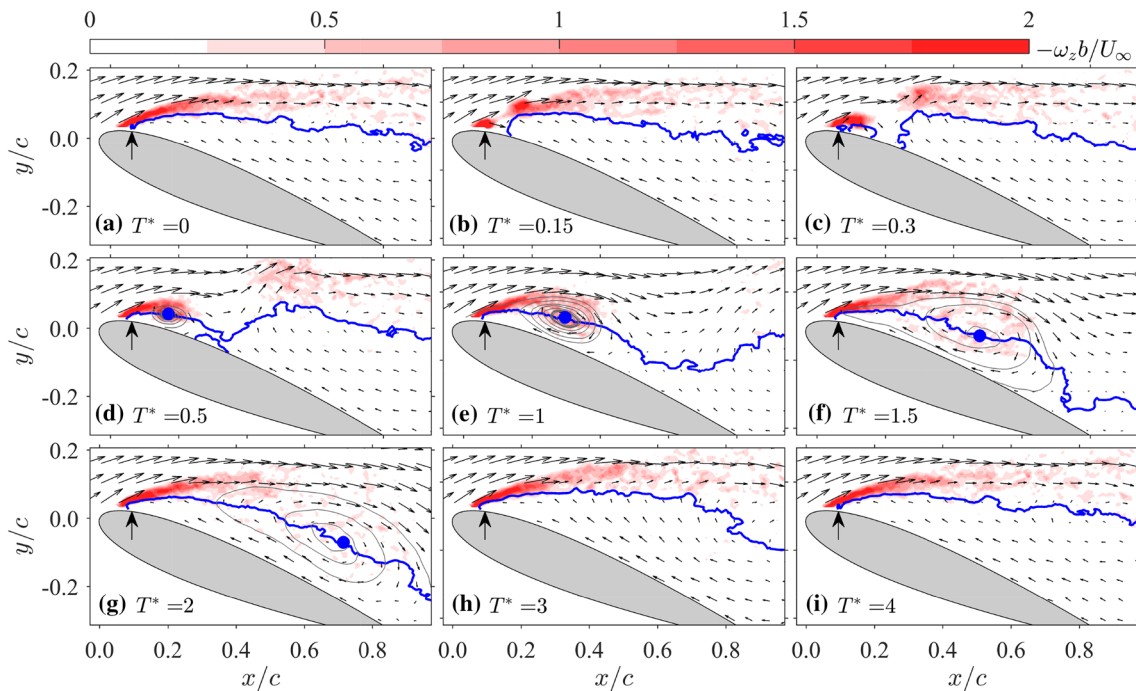 0 0.5 1 1.5 2
−ω_z b/U_∞
0.2 0.0 -0.2
y/c
(a) T* =0
(b) T* =0.15
(c) T* =0.3
0.2 0.0 -0.2
y/c
(d) T* =0.5
(e) T* =1
(f) T* =1.5
0.2 0.0 -0.2
y/c
(g) T* =2
(h) T* =3
(i) T* =4
0.0 0.2 0.4 0.6 0.8 0.0 0.2 0.4 0.6 0.8 0.0 0.2 0.4 0.6 0.8
x/c x/c x/c